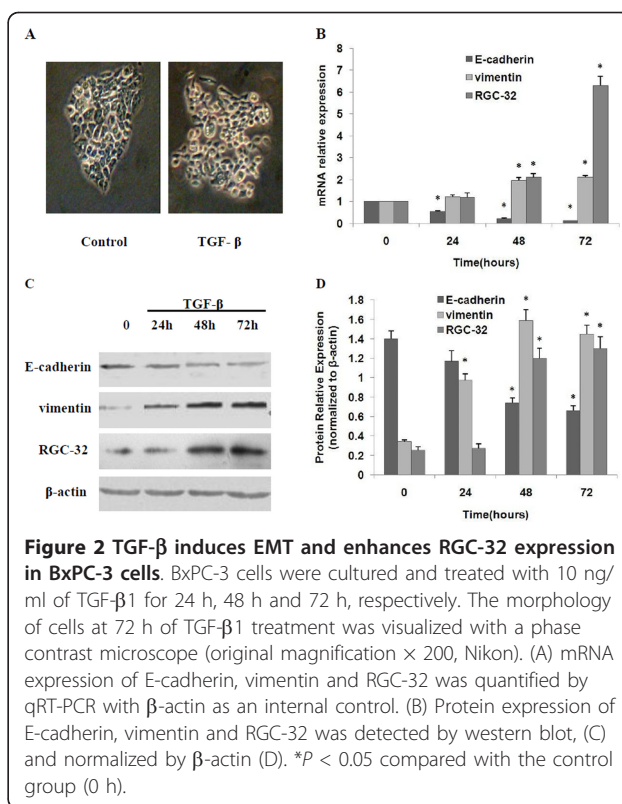 A
Control
TGF- β
B
mRNA relative expression
8
7
6
5
4
3
2
1
0
E-cadherin
vimentin
RGC-32
*
*
*
*
*
*
0
24
48
72
Time(hours)
C
TGF-β
0
24h
48h
72h
E-cadherin
vimentin
RGC-32
β-actin
D
Protein Relative Expression
(normalized to β-actin)
1.8
1.6
1.4
1.2
1
0.8
0.6
0.4
0.2
0
E-cadherin
vimentin
RGC-32
*
*
*
*
*
*
*
0
24
48
72
Time(hours)
Figure 2 TGF-β induces EMT and enhances RGC-32 expression
in BxPC-3 cells. BxPC-3 cells were cultured and treated with 10 ng/
ml of TGF-β1 for 24 h, 48 h and 72 h, respectively. The morphology
of cells at 72 h of TGF-β1 treatment was visualized with a phase
contrast microscope (original magnification × 200, Nikon). (A) mRNA
expression of E-cadherin, vimentin and RGC-32 was quantified by
qRT-PCR with β-actin as an internal control. (B) Protein expression of
E-cadherin, vimentin and RGC-32 was detected by western blot, (C)
and normalized by β-actin (D). *P < 0.05 compared with the control
group (0 h).